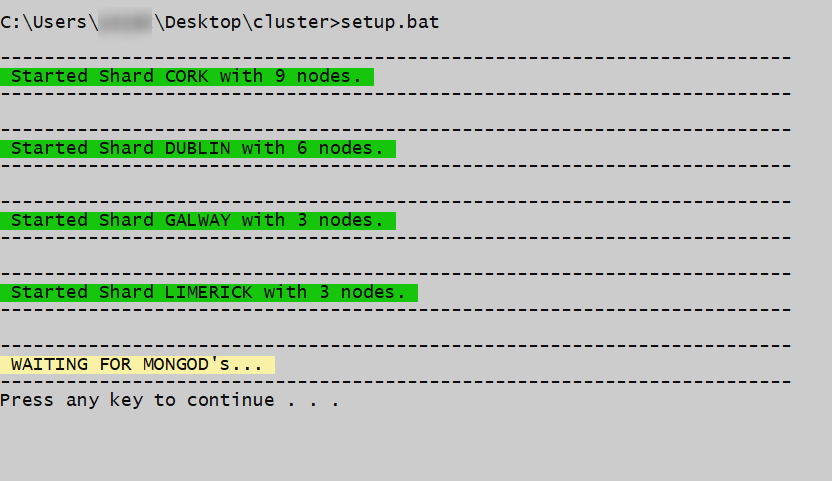 C:\Users\ \Desktop\cluster>setup.bat
------------------------------------------------------------------------
Started Shard CORK with 9 nodes.
------------------------------------------------------------------------
------------------------------------------------------------------------
Started Shard DUBLIN with 6 nodes.
------------------------------------------------------------------------
------------------------------------------------------------------------
Started Shard GALWAY with 3 nodes.
------------------------------------------------------------------------
------------------------------------------------------------------------
Started Shard LIMERICK with 3 nodes.
------------------------------------------------------------------------
------------------------------------------------------------------------
WAITING FOR MONGOD's...
------------------------------------------------------------------------
Press any key to continue . . .